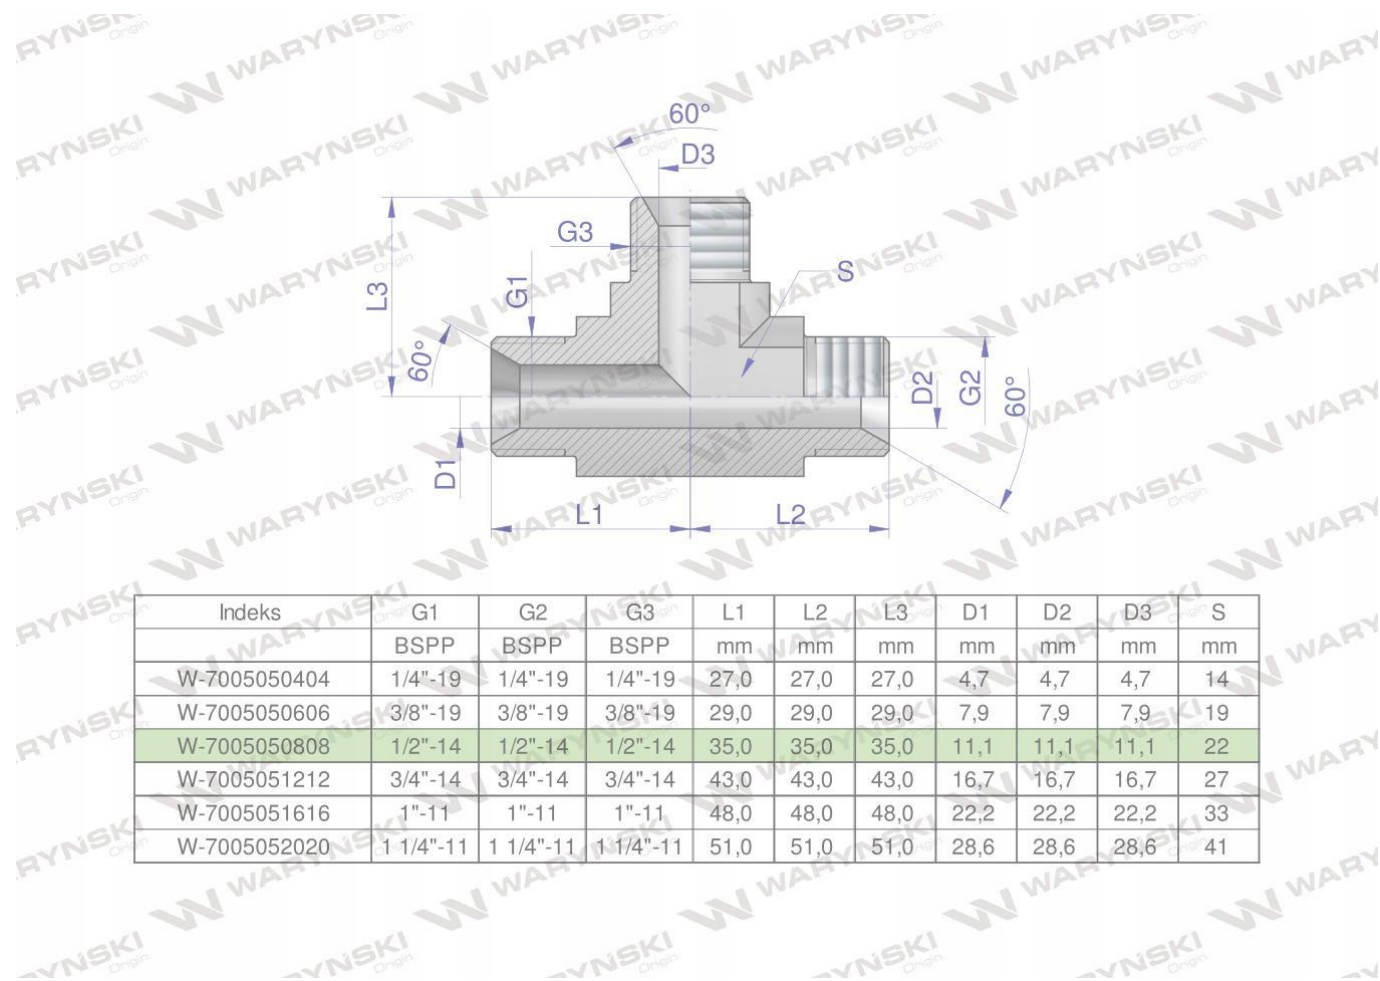 WARYNSKI
Origin
60°
D3
G3
S
G1
L3
60°
D2
G2
60°
D1
L1
L2
Indeks G1 G2 G3 L1 L2 L3 D1 D2 D3 S
BSPP BSPP BSPP mm mm mm mm mm mm mm
W-7005050404 1/4"-19 1/4"-19 1/4"-19 27,0 27,0 27,0 4,7 4,7 4,7 14
W-7005050606 3/8"-19 3/8"-19 3/8"-19 29,0 29,0 29,0 7,9 7,9 7,9 19
W-7005050808 1/2"-14 1/2"-14 1/2"-14 35,0 35,0 35,0 11,1 11,1 11,1 22
W-7005051212 3/4"-14 3/4"-14 3/4"-14 43,0 43,0 43,0 16,7 16,7 16,7 27
W-7005051616 1"-11 1"-11 1"-11 48,0 48,0 48,0 22,2 22,2 22,2 33
W-7005052020 1 1/4"-11 1 1/4"-11 1 1/4"-11 51,0 51,0 51,0 28,6 28,6 28,6 41